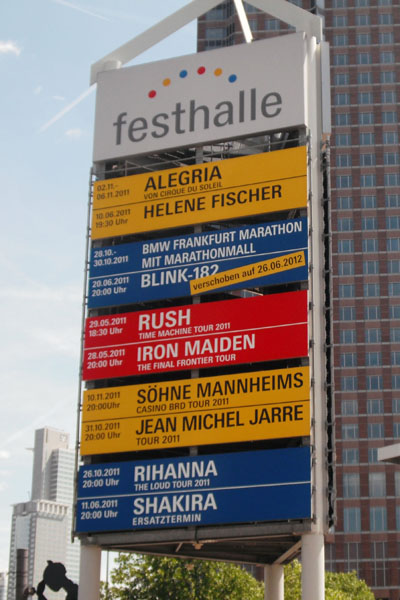 festhalle
02.11.-
06.11.2011
ALEGRIA
VON CIRQUE DU SOLEIL
10.06.2011
19:30 Uhr
HELENE FISCHER
28.10.-
30.10.2011
BMW FRANKFURT MARATHON
MIT MARATHONMALL
20.06.2011
20:00 Uhr
BLINK-182
verschoben auf 26.06.2012
29.05.2011
18:30 Uhr
RUSH
TIME MACHINE TOUR 2011
28.05.2011
20:00 Uhr
IRON MAIDEN
THE FINAL FRONTIER TOUR
10.11.2011
20:00Uhr
SÖHNE MANNHEIMS
CASINO BRD TOUR 2011
31.10.2011
20:00 Uhr
JEAN MICHEL JARRE
TOUR 2011
26.10.2011
20:00 Uhr
RIHANNA
THE LOUD TOUR 2011
11.06.2011
20:00 Uhr
SHAKIRA
ERSATZTERMIN